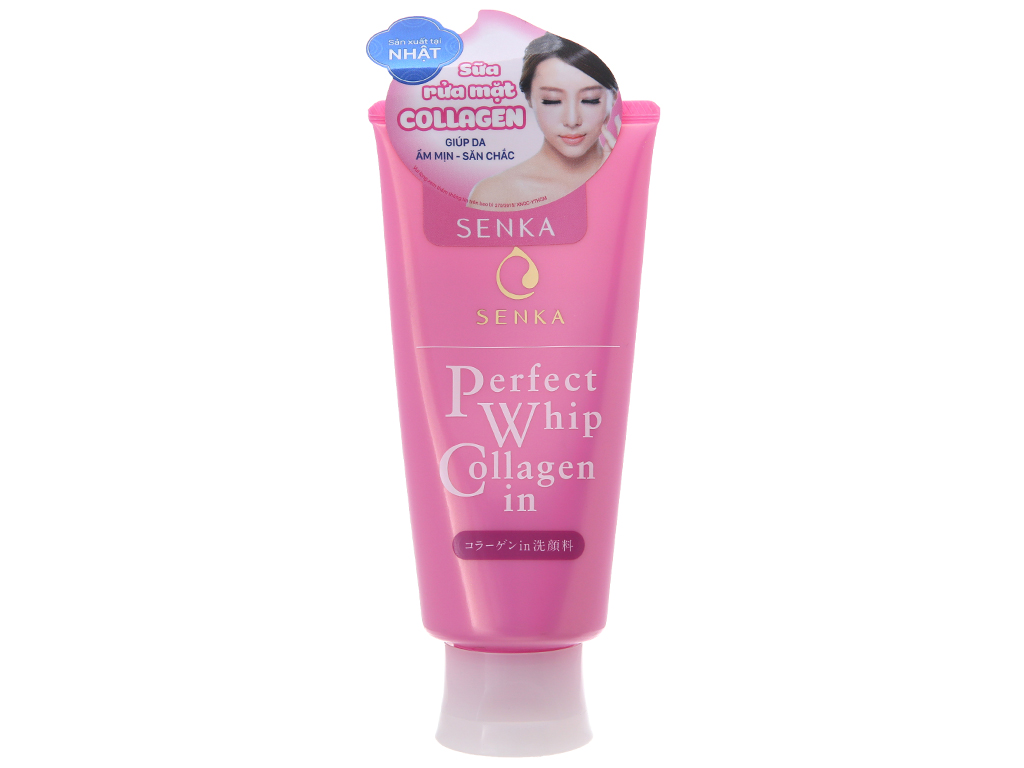 Sản xuất tại
NHẬT
Sữa
rửa mặt
COLLAGEN
GIÚP DA
ẨM MỊN - SĂN CHẮC
SENKA
SENKA
Perfect
Whip
Collagen
in
コラーゲンin洗顔料